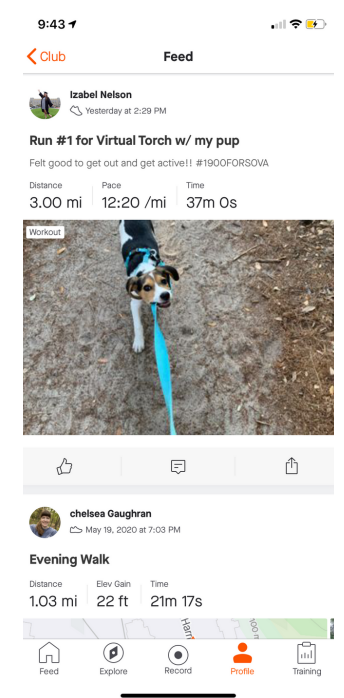 9:43
Club
Feed
Izabel Nelson
Yesterday at 2:29 PM
Run #1 for Virtual Torch w/ my pup
Felt good to get out and get active!! #1900FORSOVA
Distance Pace Time
3.00 mi 12:20 /mi 37m 0s
Workout
chelsea Gaughran
May 19, 2020 at 7:03 PM
Evening Walk
Distance Elev Gain Time
1.03 mi 22 ft 21m 17s
Feed Explore Record Profile Training